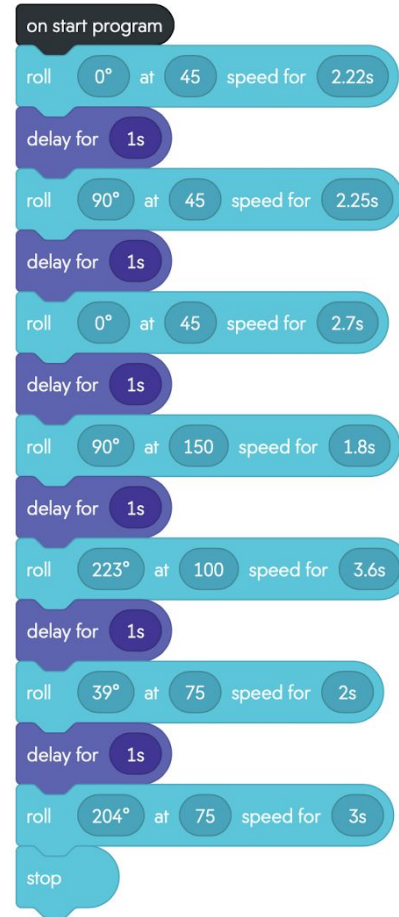 on start program
roll 0° at 45 speed for 2.22s
delay for 1s
roll 90° at 45 speed for 2.25s
delay for 1s
roll 0° at 45 speed for 2.7s
delay for 1s
roll 90° at 150 speed for 1.8s
delay for 1s
roll 223° at 100 speed for 3.6s
delay for 1s
roll 39° at 75 speed for 2s
delay for 1s
roll 204° at 75 speed for 3s
stop